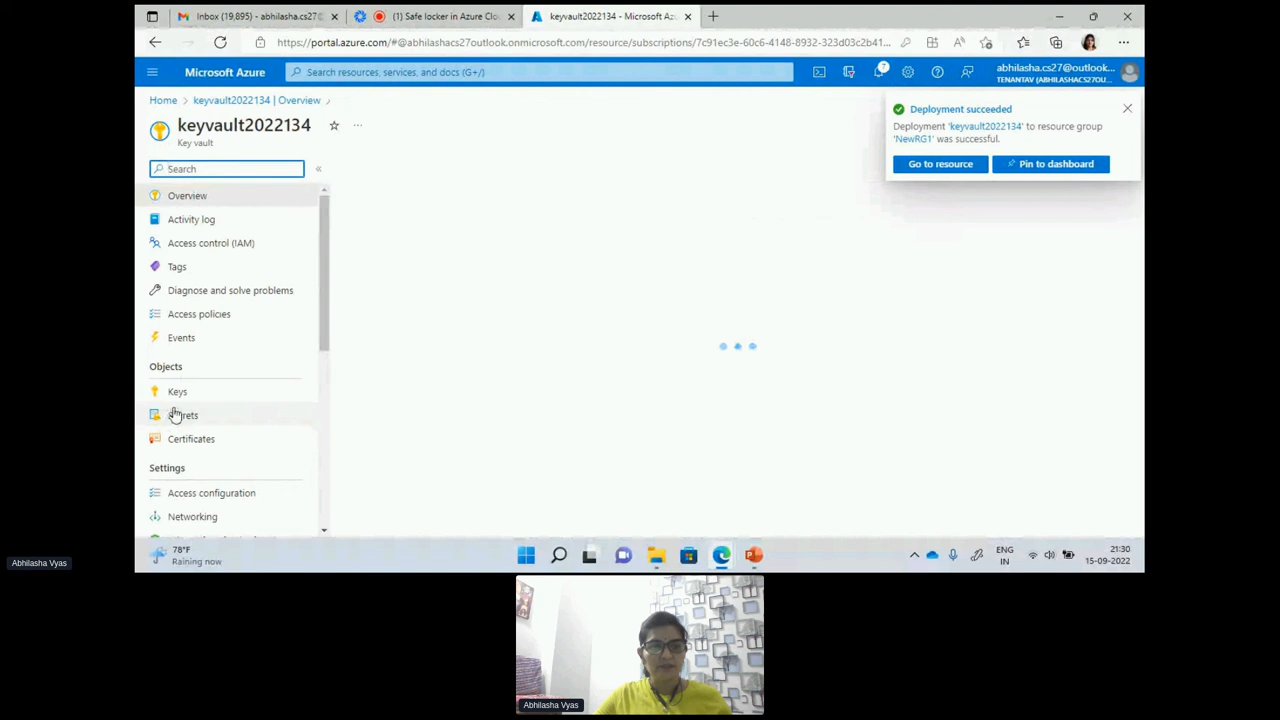 Inbox (19,895) - abhilasha.cs27@
(1) Safe locker in Azure Clo
keyvault2022134 - Microsoft Az
https://portal.azure.com/#@abhilashacs27outlook.onmicrosoft.com/resource/subscriptions/7c91ec3e-60c6-4148-8932-323d03c2b41...
Microsoft Azure
Search resources, services, and docs (G+/)
7
abhilasha.cs27@outlook....
TENANTAV (ABHILASHACS27OU...
Home > keyvault2022134 | Overview
keyvault2022134
Key vault
Search
Overview
Activity log
Access control (IAM)
Tags
Diagnose and solve problems
Access policies
Events
Objects
Keys
Certificates
Settings
Access configuration
Networking
Deployment succeeded
Deployment 'keyvault2022134' to resource group
'NewRG1' was successful.
Go to resource
Pin to dashboard
78°F
Raining now
ENG
IN
21:30
15-09-2022
Abhilasha Vyas
Abhilasha Vyas